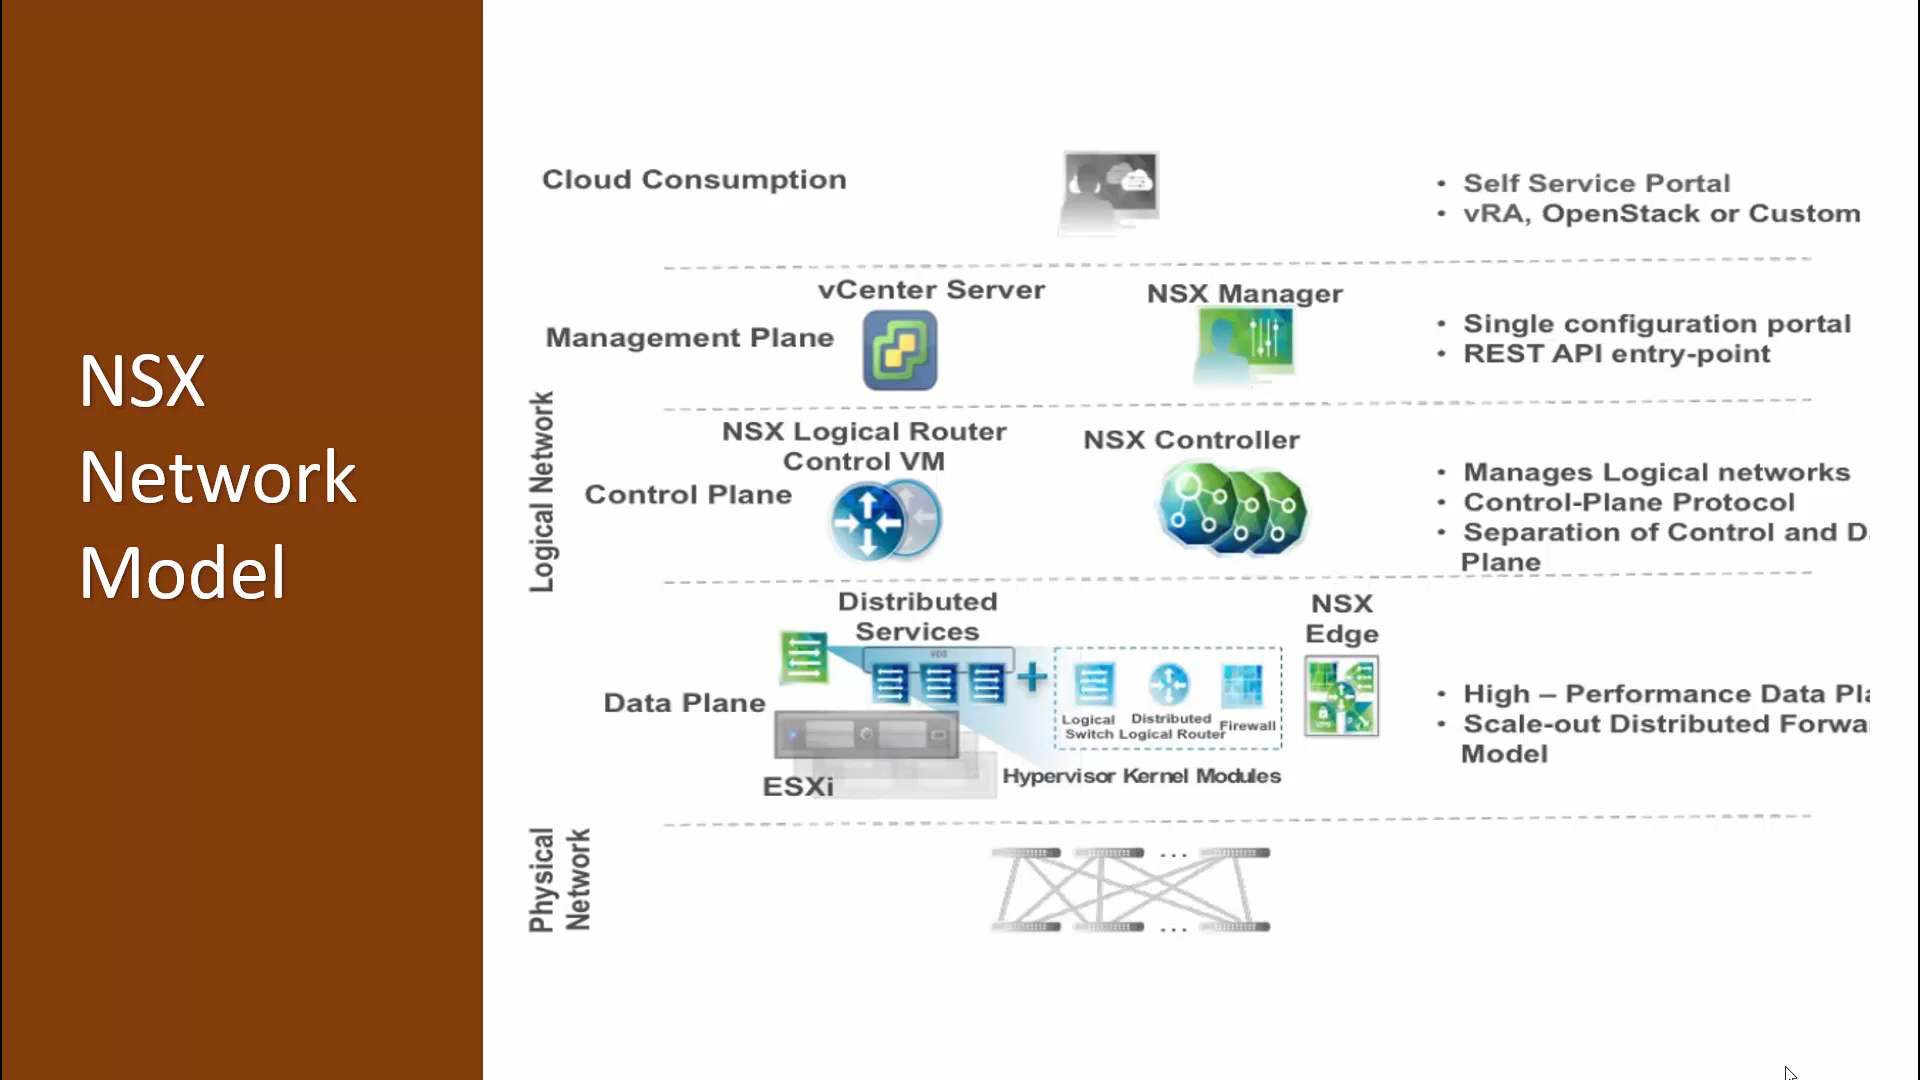 NSX
Network
Model
Cloud Consumption
• Self Service Portal
• vRA, OpenStack or Custom
vCenter Server
NSX Manager
Management Plane
• Single configuration portal
• REST API entry-point
Logical Network
NSX Logical Router
Control VM
NSX Controller
Control Plane
• Manages Logical networks
• Control-Plane Protocol
• Separation of Control and D
Plane
Distributed
Services
NSX
Edge
VDS
Data Plane
Logical
Switch
Distributed
Logical Router
Firewall
VPN
ESXi
Hypervisor Kernel Modules
• High – Performance Data Pla
• Scale-out Distributed Forwa
Model
Physical
Network